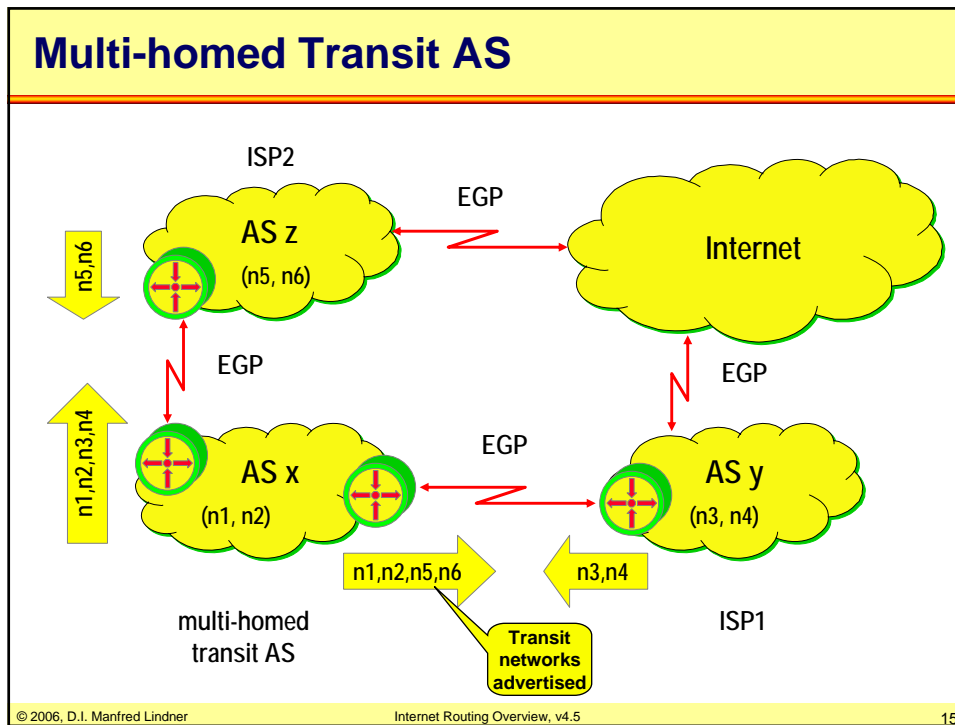 Multi-homed Transit AS
ISP2
EGP
AS z
(n5, n6)
Internet
n5,n6
EGP
EGP
n1,n2,n3,n4
EGP
AS x
(n1, n2)
AS y
(n3, n4)
n1,n2,n5,n6
n3,n4
multi-homed
transit AS
ISP1
Transit
networks
advertised
© 2006, D.I. Manfred Lindner
Internet Routing Overview, v4.5
15